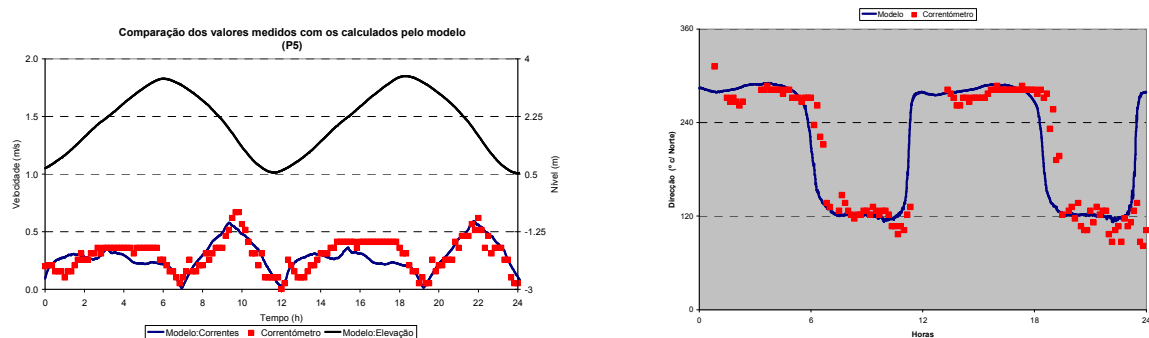 Comparação dos valores medidos com os calculados pelo modelo
(P5)
2.0
1.5
1.0
0.5
0.0
Velocidade (m/s)
4
2.25
0.5
-1.25
-3
Nível (m)
0 2 4 6 8 10 12 14 16 18 20 22 24
Tempo (h)
Modelo:Correntes Correntómetro Modelo:Elevação
Modelo Correntómetro
360
240
120
0
Direcção (º c/ Norte)
0 6 12 18 24
Horas